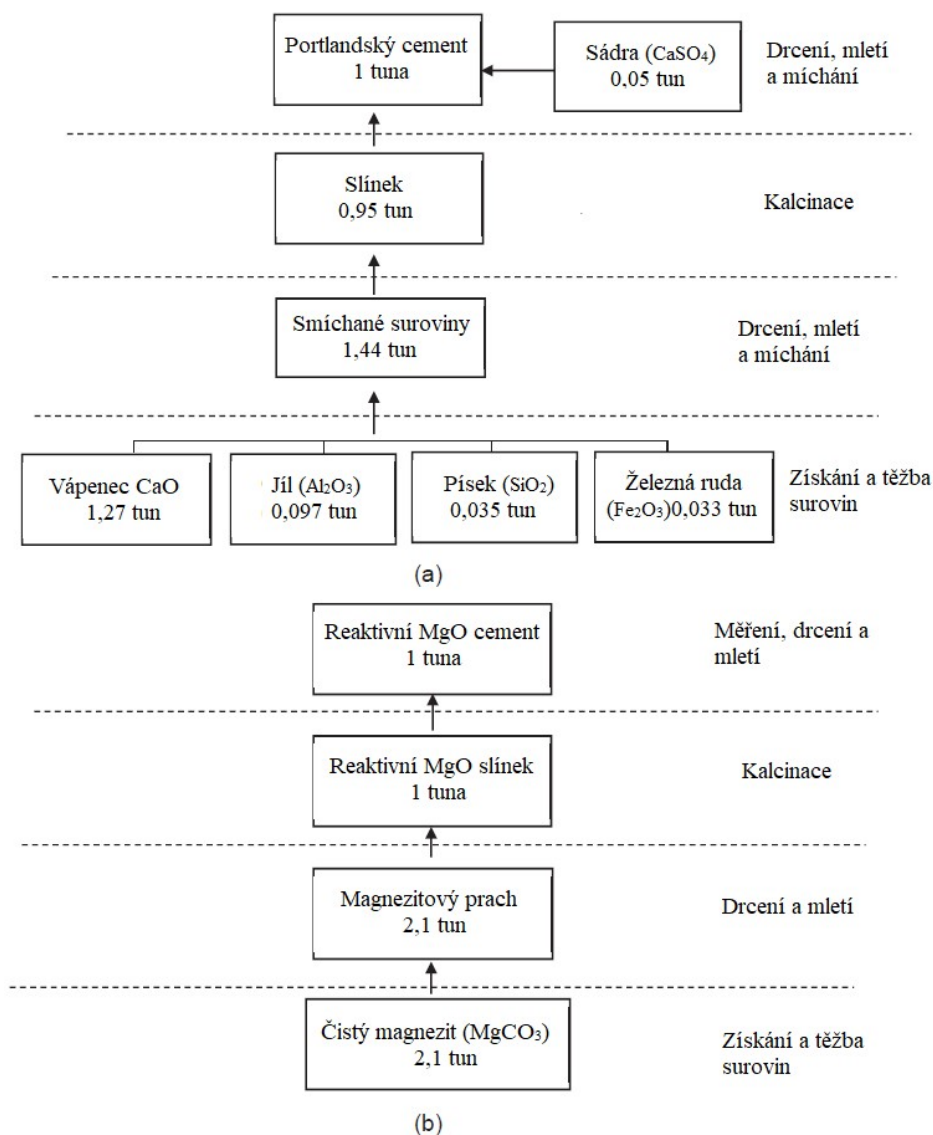 Portlandský cement
1 tuna
Sádra (CaSO₄)
0,05 tun
Drcení, mletí
a míchání
Slínek
0,95 tun
Kalcinace
Smíchané suroviny
1,44 tun
Drcení, mletí
a míchání
Vápenec CaO
1,27 tun
Jíl (Al₂O₃)
0,097 tun
Písek (SiO₂)
0,035 tun
Železná ruda
(Fe₂O₃)0,033 tun
Získání a těžba
surovin
(a)
Reaktivní MgO cement
1 tuna
Měření, drcení a
mletí
Reaktivní MgO slínek
1 tuna
Kalcinace
Magnezitový prach
2,1 tun
Drcení a mletí
Čistý magnezit (MgCO₃)
2,1 tun
Získání a těžba
surovin
(b)